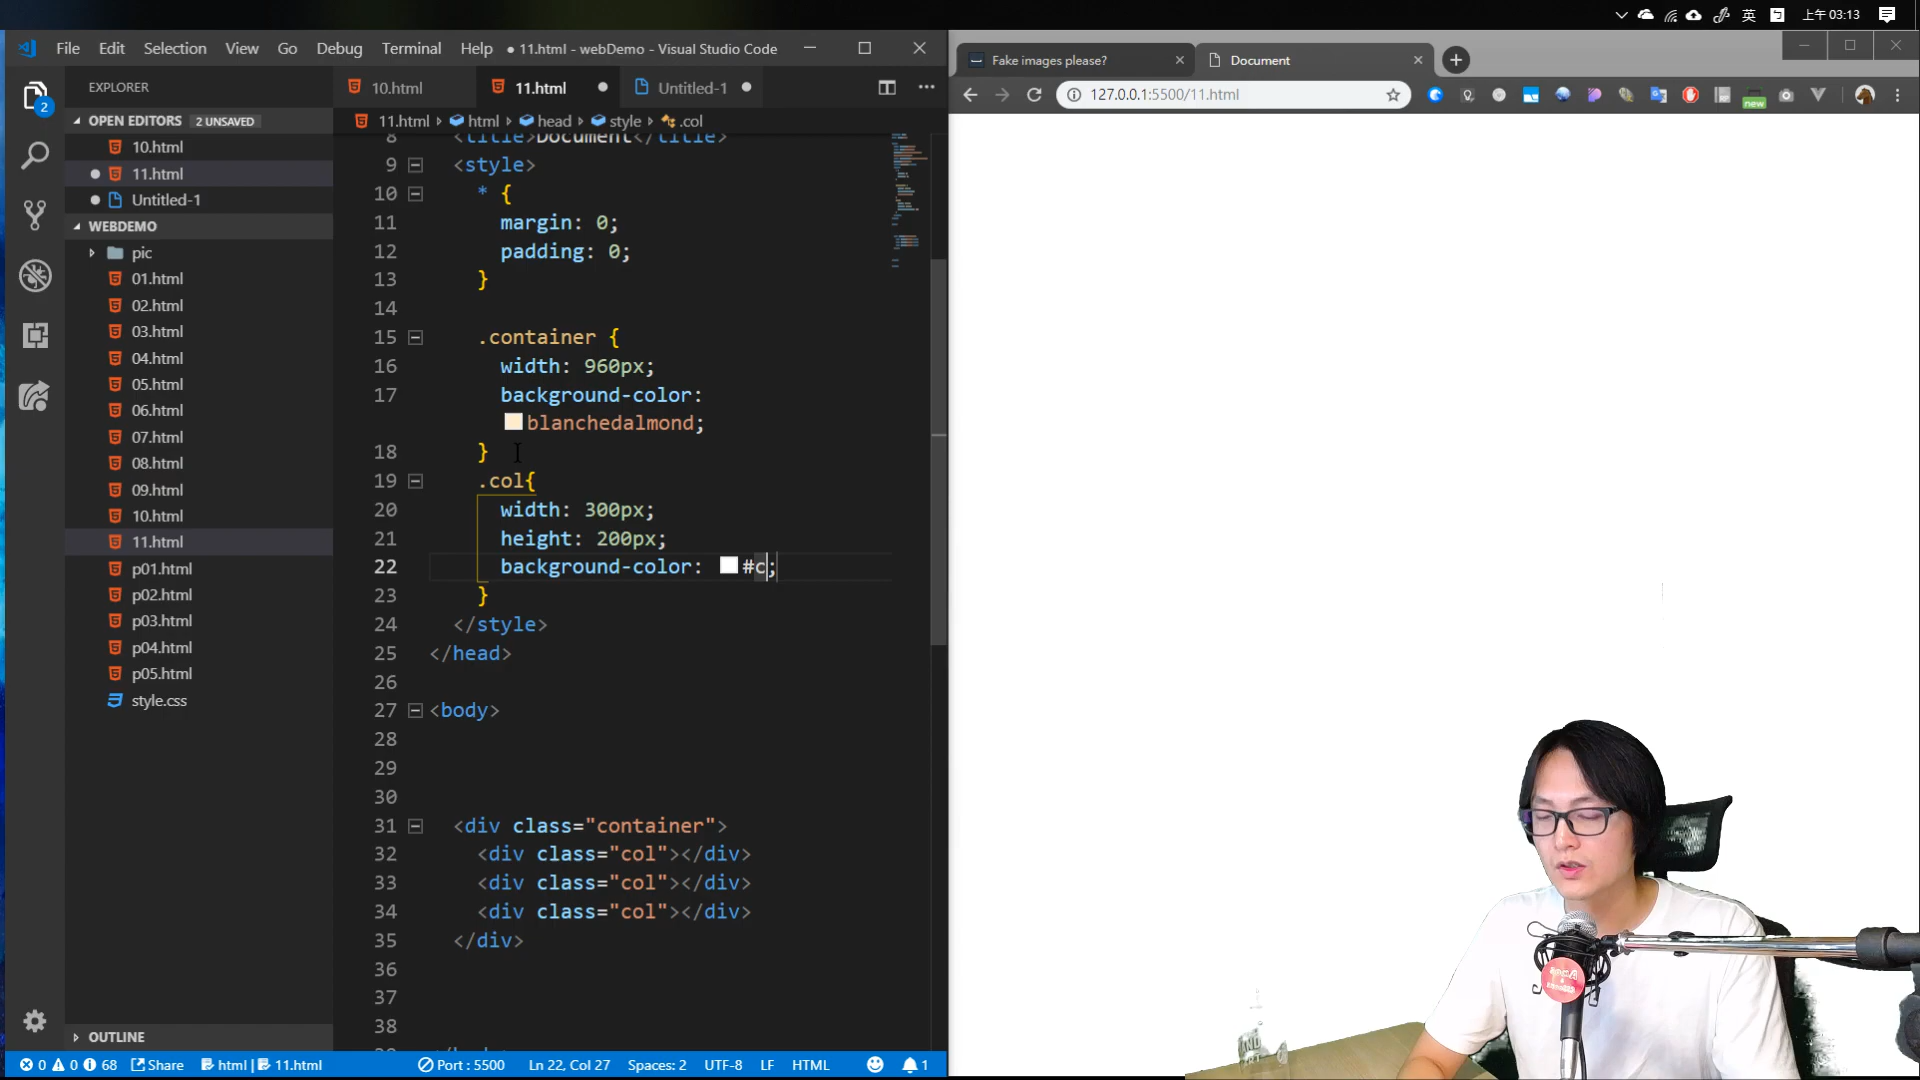 英 上午 03:13
File Edit Selection View Go Debug Terminal Help ● 11.html - webDemo - Visual Studio Code
Fake images please? Document
127.0.0.1:5500/11.html
new
2
EXPLORER
OPEN EDITORS 2 UNSAVED
10.html
11.html
Untitled-1
WEBDEMO
pic
01.html
02.html
03.html
04.html
05.html
06.html
07.html
08.html
09.html
10.html
11.html
p01.html
p02.html
p03.html
p04.html
p05.html
style.css
OUTLINE
10.html 11.html Untitled-1
11.html html head style .col
8 <title>Document</title>
9 <style>
10 * {
11 margin: 0;
12 padding: 0;
13 }
14
15 .container {
16 width: 960px;
17 background-color:
blanchedalmond;
18 }
19 .col{
20 width: 300px;
21 height: 200px;
22 background-color: #c;
23 }
24 </style>
25 </head>
26
27 <body>
28
29
30
31 <div class="container">
32 <div class="col"></div>
33 <div class="col"></div>
34 <div class="col"></div>
35 </div>
36
37
38
0 0 68 Share html | 11.html Port : 5500 Ln 22, Col 27 Spaces: 2 UTF-8 LF HTML 1